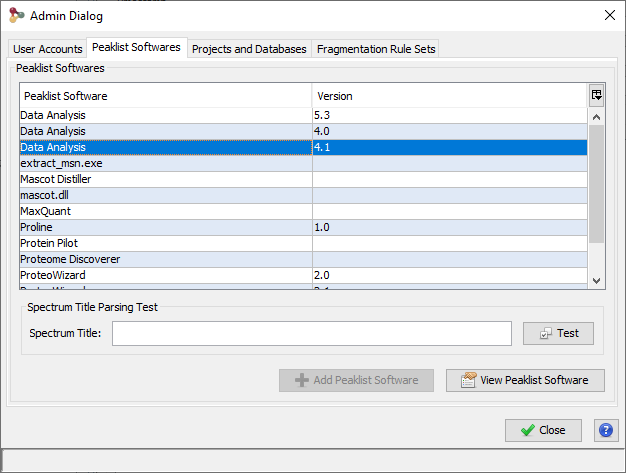 Admin Dialog
User Accounts Peaklist Softwares Projects and Databases Fragmentation Rule Sets
Peaklist Softwares
Peaklist Software Version
Data Analysis 5.3
Data Analysis 4.0
Data Analysis 4.1
extract_msn.exe
Mascot Distiller
mascot.dll
MaxQuant
Proline 1.0
Protein Pilot
Proteome Discoverer
ProteoWizard 2.0
Spectrum Title Parsing Test
Spectrum Title: Test
Add Peaklist Software View Peaklist Software
Close ?